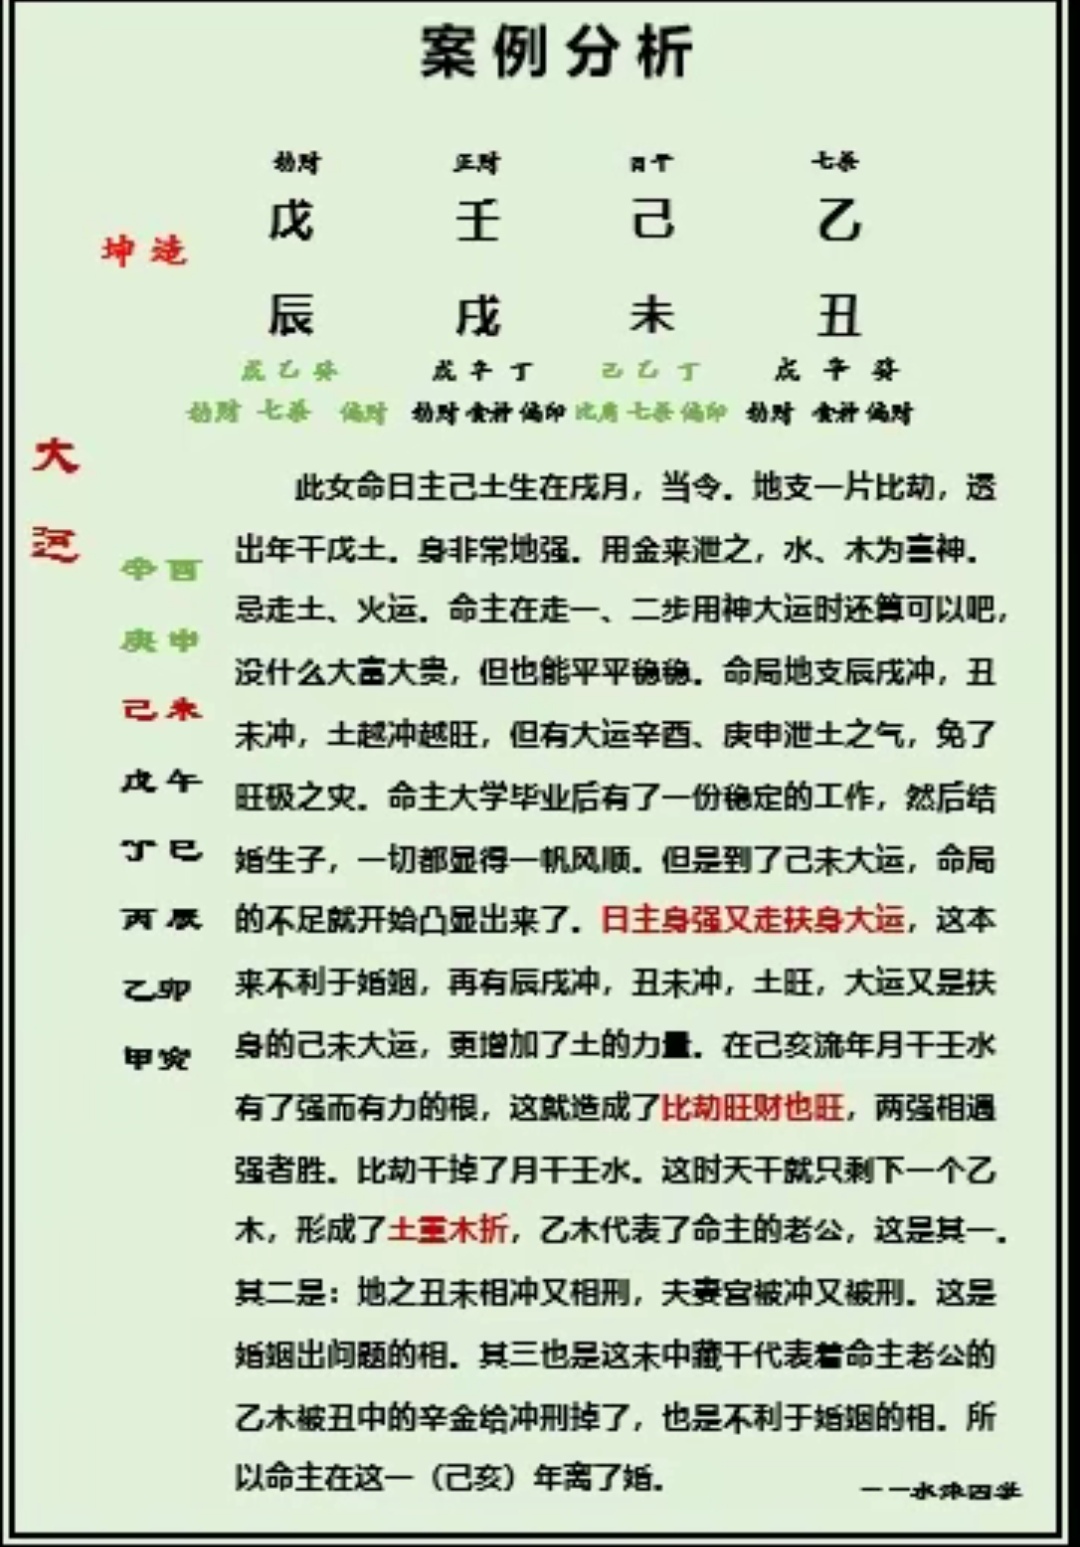 案例分析
劫财 正财 日干 七杀
坤造 戊 壬 己 乙
辰 戌 未 丑
戊乙癸 戊辛丁 己乙丁 戊辛癸
劫财 七杀 偏财 劫财 食神 偏印 比肩 七杀 偏印 劫财 食神 偏财
大运
辛酉
庚申
己未
戊午
丁巳
丙辰
乙卯
甲寅
此女命日主己土生在戌月，当令。地支一片比劫，透
出年干戊土。身非常地强。用金来泄之，水、木为喜神。
忌走土、火运。命主在走一、二步用神大运时还算可以吧，
没什么大富大贵，但也能平平稳稳。命局地支辰戌冲，丑
未冲，土越冲越旺，但有大运辛酉、庚申泄土之气，免了
旺极之灾。命主大学毕业后有了一份稳定的工作，然后结
婚生子，一切都显得一帆风顺。但是到了己未大运，命局
的不足就开始凸显出来了。日主身强又走扶身大运，这本
来不利于婚姻，再有辰戌冲，丑未冲，土旺，大运又是扶
身的己未大运，更增加了土的力量。在己亥流年月干壬水
有了强而有力的根，这就造成了比劫旺财也旺，两强相遇
强者胜。比劫干掉了月干壬水。这时天干就只剩下一个乙
木，形成了土重木折，乙木代表了命主的老公，这是其一。
其二是：地之丑未相冲又相刑，夫妻宫被冲又被刑。这是
婚姻出问题的相。其三也是这未中藏干代表着命主老公的
乙木被丑中的辛金给冲刑掉了，也是不利于婚姻的相。所
以命主在这一（己亥）年离了婚。